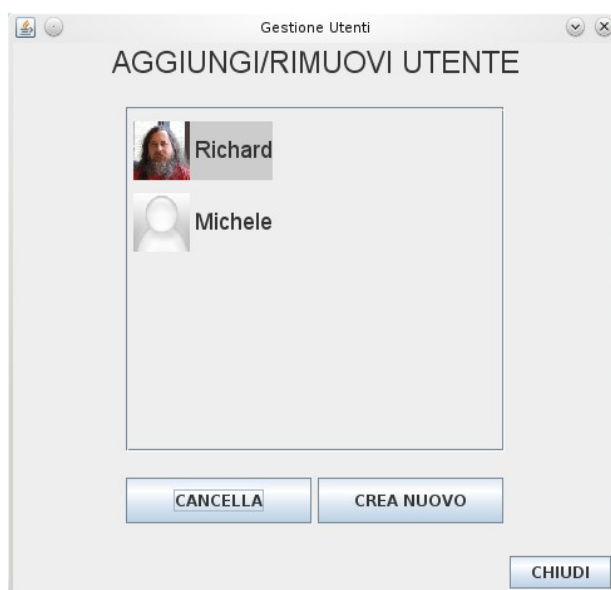 Gestione Utenti
AGGIUNGI/RIMUOVI UTENTE
Richard
Michele
CANCELLA
CREA NUOVO
CHIUDI